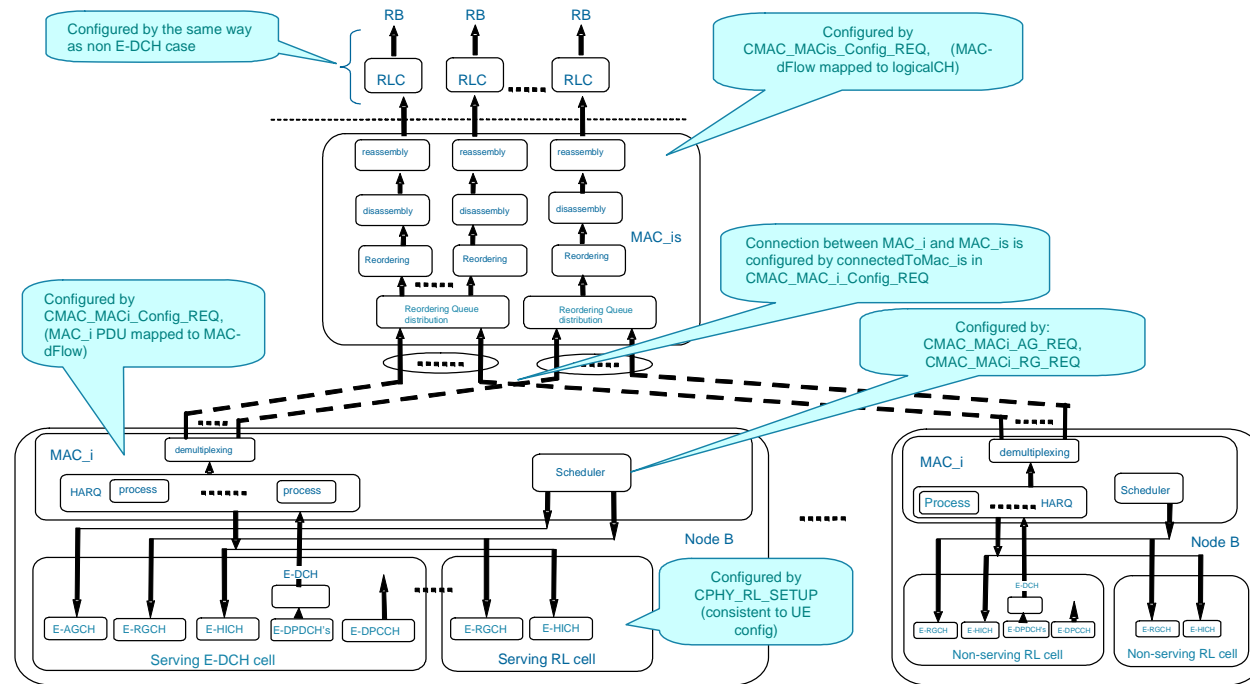 Configured by the same way
as non E-DCH case
RB
RB
RB
RLC
RLC
RLC
Configured by
CMAC_MACis_Config_REQ, (MAC-
dFlow mapped to logicalCH)
reassembly
reassembly
reassembly
disassembly
disassembly
disassembly
MAC_is
Reordering
Reordering
Reordering
Reordering Queue
distribution
Reordering Queue
distribution
Connection between MAC_i and MAC_is is
configured by connectedToMac_is in
CMAC_MAC_i_Config_REQ
Configured by
CMAC_MACi_Config_REQ,
(MAC_i PDU mapped to MAC-
dFlow)
Configured by:
CMAC_MACi_AG_REQ,
CMAC_MACi_RG_REQ
MAC_i
demultiplexing
HARQ
process
process
Scheduler
Node B
E-DCH
E-AGCH
E-RGCH
E-HICH
E-DPDCH's
E-DPCCH
Serving E-DCH cell
E-RGCH
E-HICH
Serving RL cell
Configured by
CPHY_RL_SETUP
(consistent to UE
config)
MAC_i
demultiplexing
Process
HARQ
Scheduler
Node B
E-DCH
E-RGCH
E-HICH
E-DPDCH's
E-DPCCH
Non-serving RL cell
E-RGCH
E-HICH
Non-serving RL cell